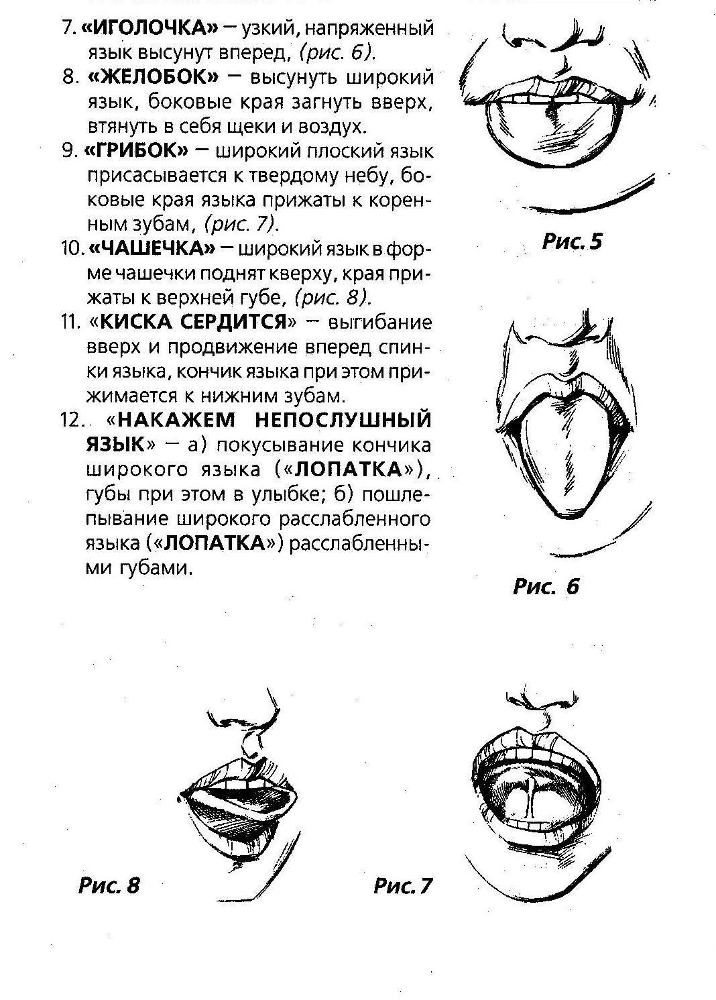 7. «ИГОЛОЧКА» – узкий, напряженный
язык высунут вперед, (рис. 6).
8. «ЖЕЛОБОК» – высунуть широкий
язык, боковые края загнуть вверх,
втянуть в себя щеки и воздух.
9. «ГРИБОК» – широкий плоский язык
присасывается к твердому небу, бо-
ковые края языка прижаты к корен-
ным зубам, (рис. 7).
10. «ЧАШЕЧКА» – широкий язык в фор-
ме чашечки поднят кверху, края при-
жаты к верхней губе, (рис. 8).
11. «КИСКА СЕРДИТСЯ» – выгибание
вверх и продвижение вперед спин-
ки языка, кончик языка при этом при-
жимается к нижним зубам.
12. «НАКАЖЕМ НЕПОСЛУШНЫЙ
ЯЗЫК» – а) покусывание кончика
широкого языка («ЛОПАТКА»),
губы при этом в улыбке; б) пошле-
пывание широкого расслабленного
языка («ЛОПАТКА») расслабленны-
ми губами.
Рис. 5
Рис. 6
Рис. 8
Рис. 7